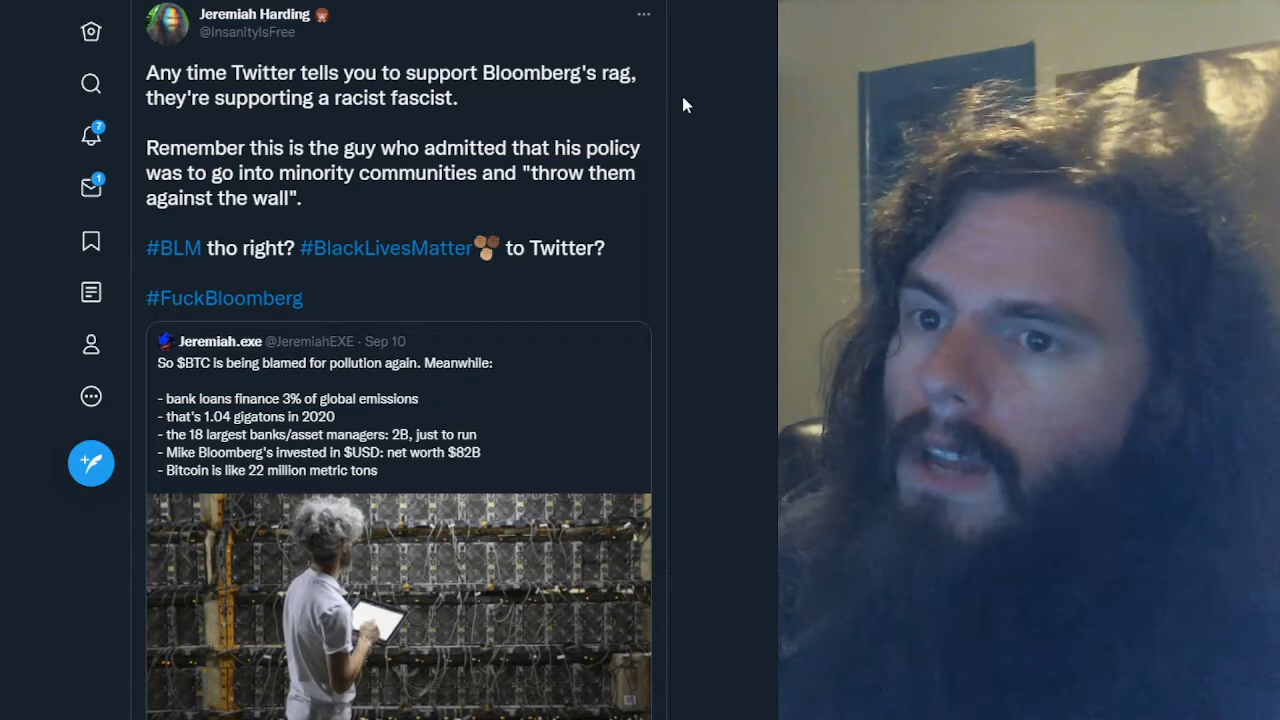 Jeremiah Harding
@InsanityIsFree
Any time Twitter tells you to support Bloomberg's rag,
they're supporting a racist fascist.
Remember this is the guy who admitted that his policy
was to go into minority communities and "throw them
against the wall".
#BLM tho right? #BlackLivesMatter to Twitter?
#FuckBloomberg
Jeremiah.exe @JeremiahEXE · Sep 10
So $BTC is being blamed for pollution again. Meanwhile:
- bank loans finance 3% of global emissions
- that's 1.04 gigatons in 2020
- the 18 largest banks/asset managers: 2B, just to run
- Mike Bloomberg's invested in $USD: net worth $82B
- Bitcoin is like 22 million metric tons
7
1